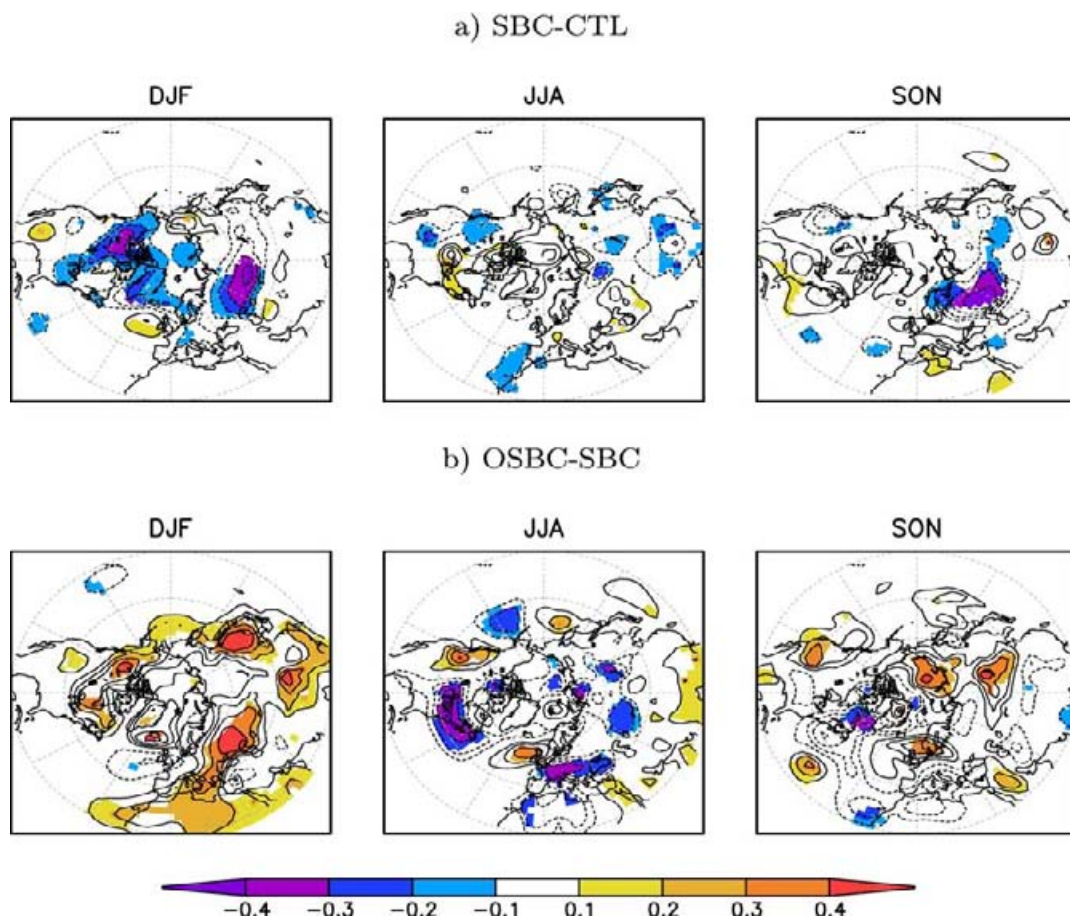 a) SBC-CTL
DJF JJA SON
b) OSBC-SBC
DJF JJA SON
-0.4 -0.3 -0.2 -0.1 0.1 0.2 0.3 0.4